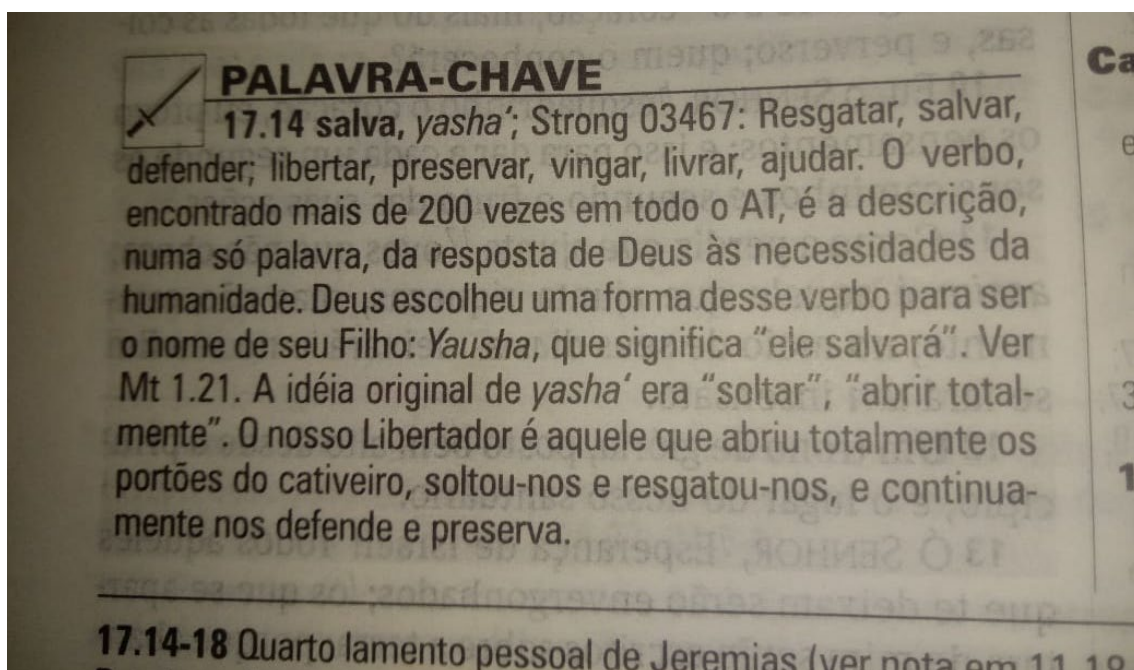 PALAVRA-CHAVE
17.14 salva, yasha‘; Strong 03467: Resgatar, salvar,
defender; libertar, preservar, vingar, livrar, ajudar. O verbo,
encontrado mais de 200 vezes em todo o AT, é a descrição,
numa só palavra, da resposta de Deus às necessidades da
humanidade. Deus escolheu uma forma desse verbo para ser
o nome de seu Filho: Yausha, que significa “ele salvará”. Ver
Mt 1.21. A idéia original de yasha‘ era “soltar”; “abrir total-
mente”. O nosso Libertador é aquele que abriu totalmente os
portões do cativeiro, soltou-nos e resgatou-nos, e continua-
mente nos defende e preserva.
17.14-18 Quarto lamento pessoal de Jeremias (ver nota em 11.19
Ca
e
3
1